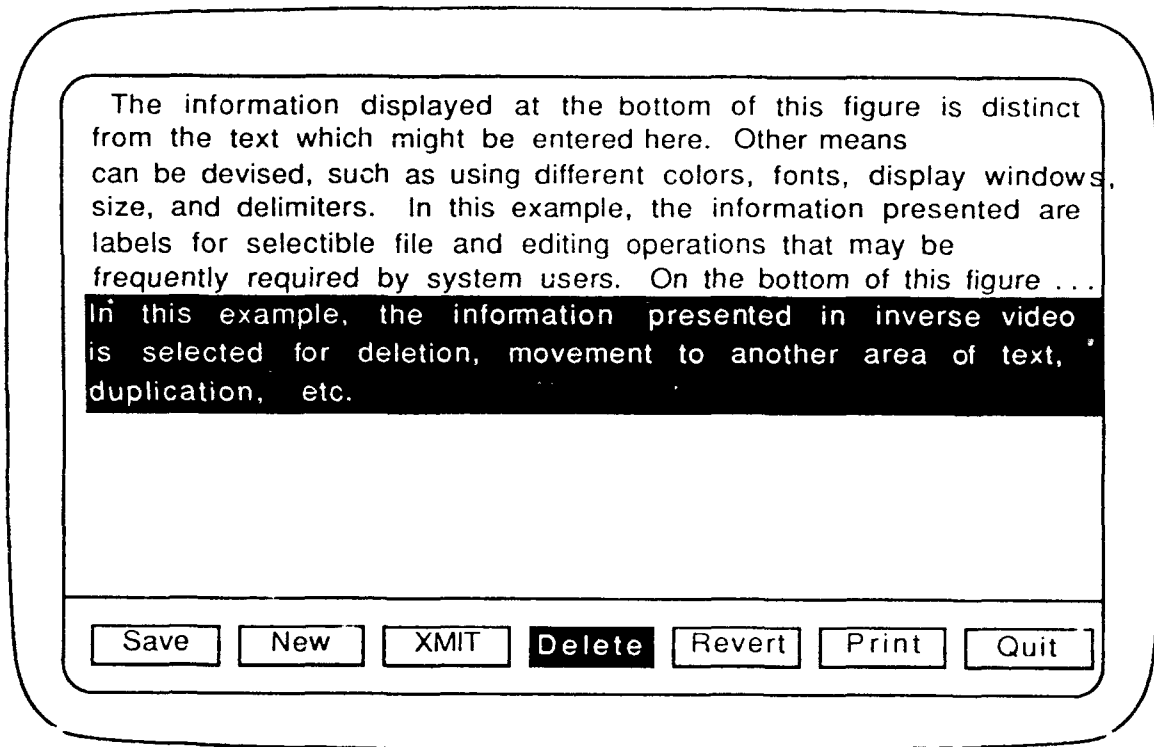 The information displayed at the bottom of this figure is distinct
from the text which might be entered here. Other means
can be devised, such as using different colors, fonts, display windows,
size, and delimiters. In this example, the information presented are
labels for selectible file and editing operations that may be
frequently required by system users. On the bottom of this figure ...
In this example, the information presented in inverse video
is selected for deletion, movement to another area of text,
duplication, etc.
Save New XMIT Delete Revert Print Quit